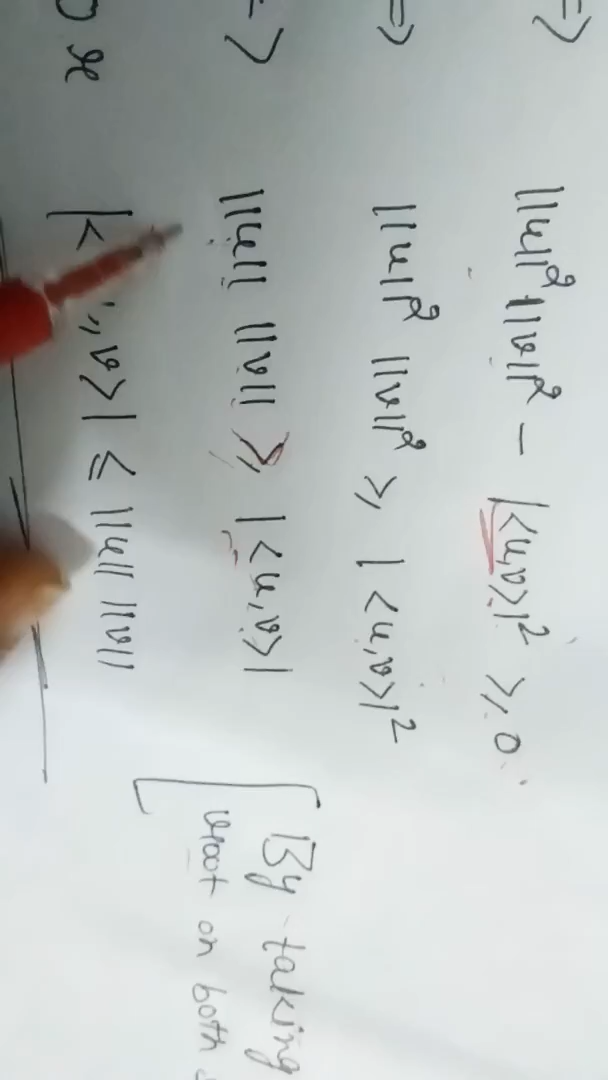 => ||u||² ||v||² - |<u,v>|² ≥ 0
=> ||u||² ||v||² ≥ |<u,v>|²
=> ||u|| ||v|| ≥ |<u,v>| [By taking
root on both
or |< ,v>| ≤ ||u|| ||v||